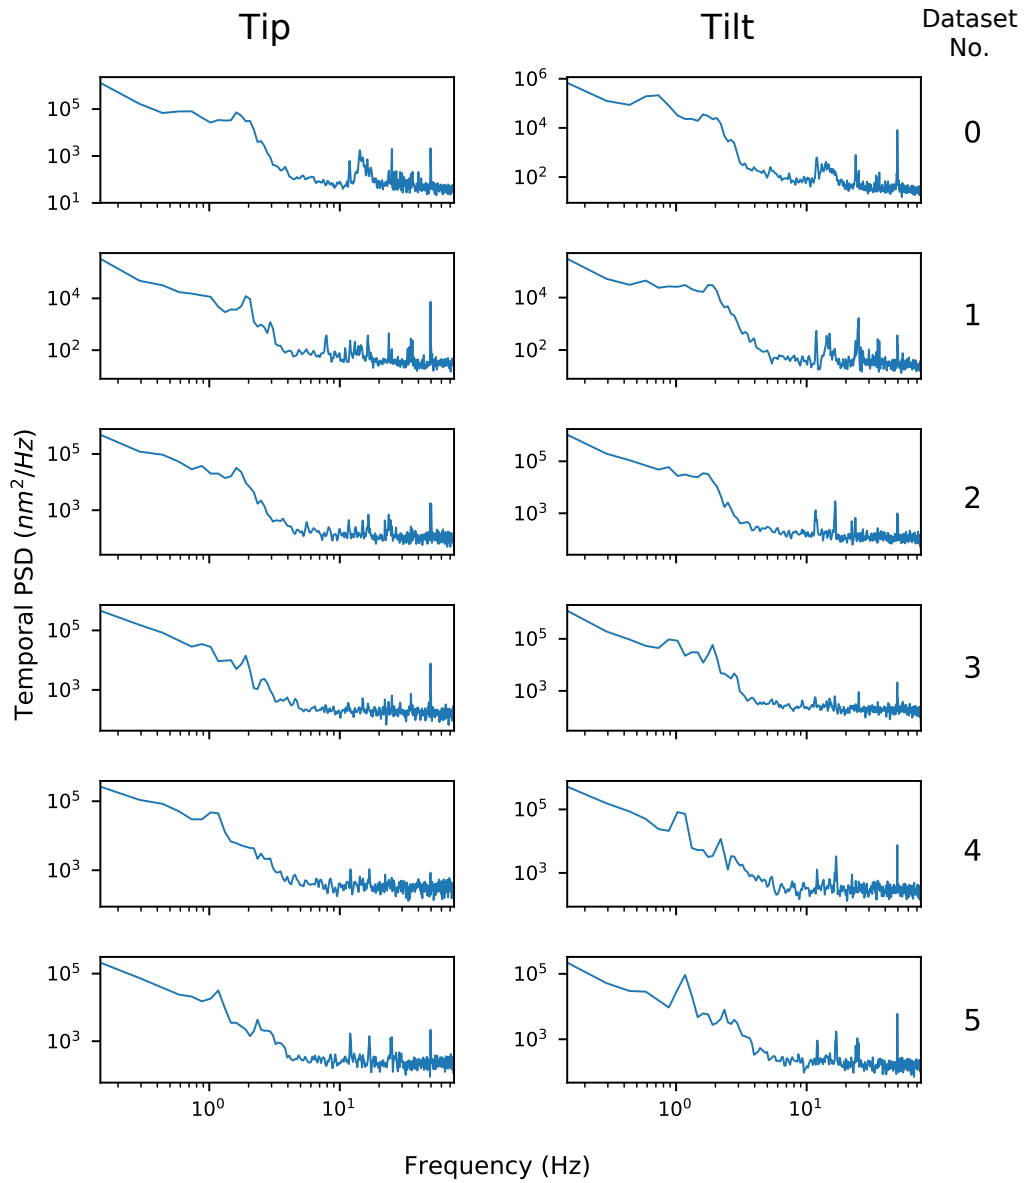 Tip Tilt Dataset No.
10^5 10^3 10^1 10^6 10^4 10^2 0
10^4 10^2 10^4 10^2 1
10^5 10^3 10^5 10^3 2
10^5 10^3 10^5 10^3 3
10^5 10^3 10^5 10^3 4
10^5 10^3 10^5 10^3 5
10^0 10^1 10^0 10^1
Temporal PSD (nm^2/Hz)
Frequency (Hz)